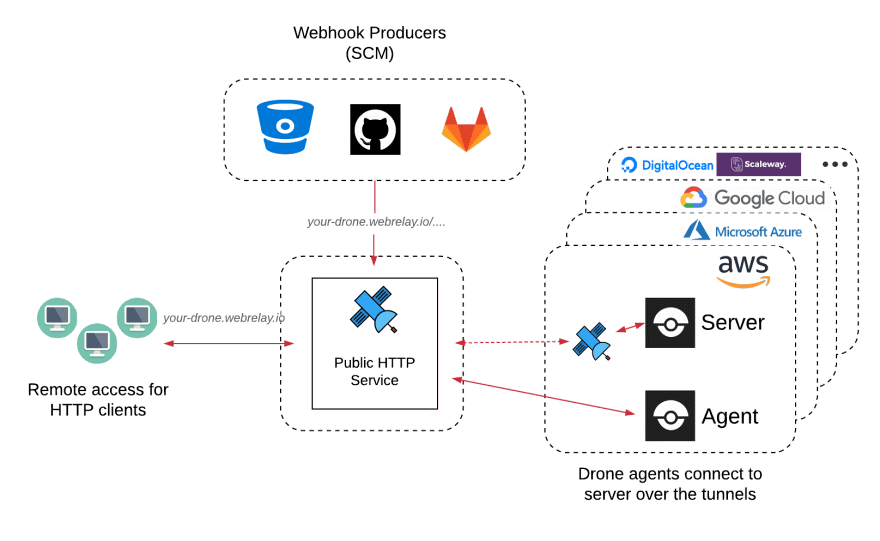 Webhook Producers
(SCM)
your-drone.webrelay.io/....
DigitalOcean
Scaleway.
Google Cloud
Microsoft Azure
aws
Server
your-drone.webrelay.io
Public HTTP
Service
Remote access for
HTTP clients
Agent
Drone agents connect to
server over the tunnels